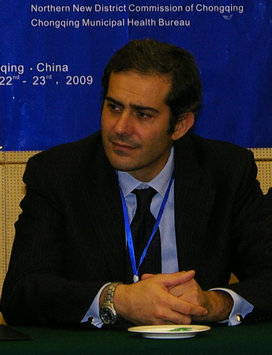 Northern New District Commission of Chongqing
Chongqing Municipal Health Bureau
qing · China
22nd - 23rd, 2009